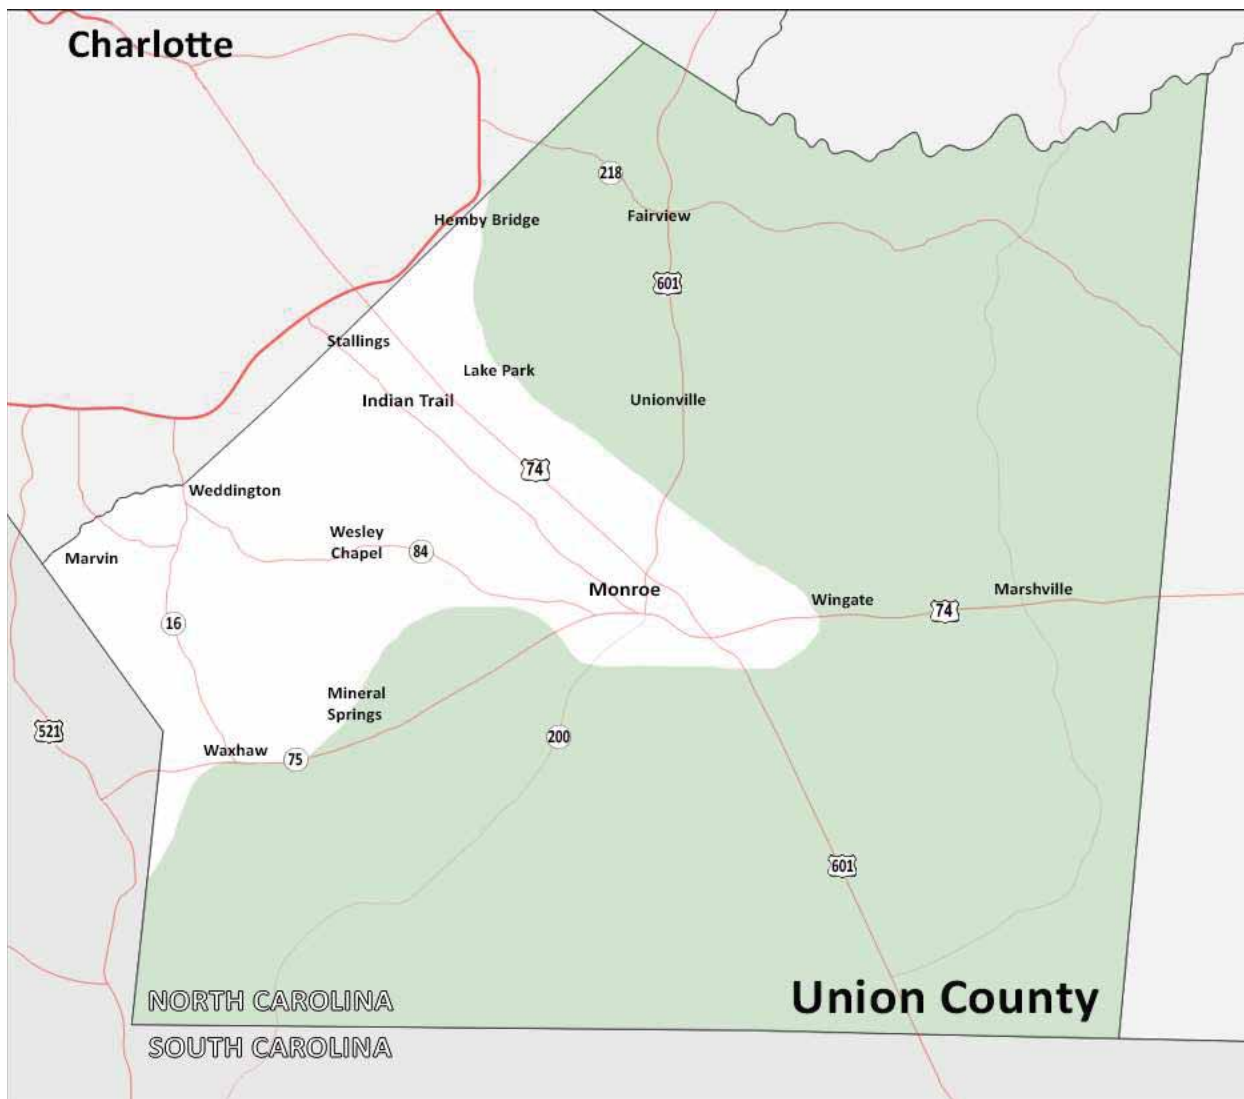 Charlotte
218
Hemby Bridge
Fairview
601
Stallings
Lake Park
Indian Trail
Unionville
74
Weddington
Wesley
Chapel
84
Marvin
Monroe
Wingate
74
Marshville
16
Mineral
Springs
521
Waxhaw
75
200
601
NORTH CAROLINA
Union County
SOUTH CAROLINA